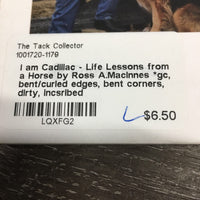 The Tack Collector
1001720-1179
I am Cadillac - Life Lessons from
a Horse by Ross A.MacInnes *gc,
bent/curled edges, bent corners,
dirty, incsribed
LQXFG2
$6.50